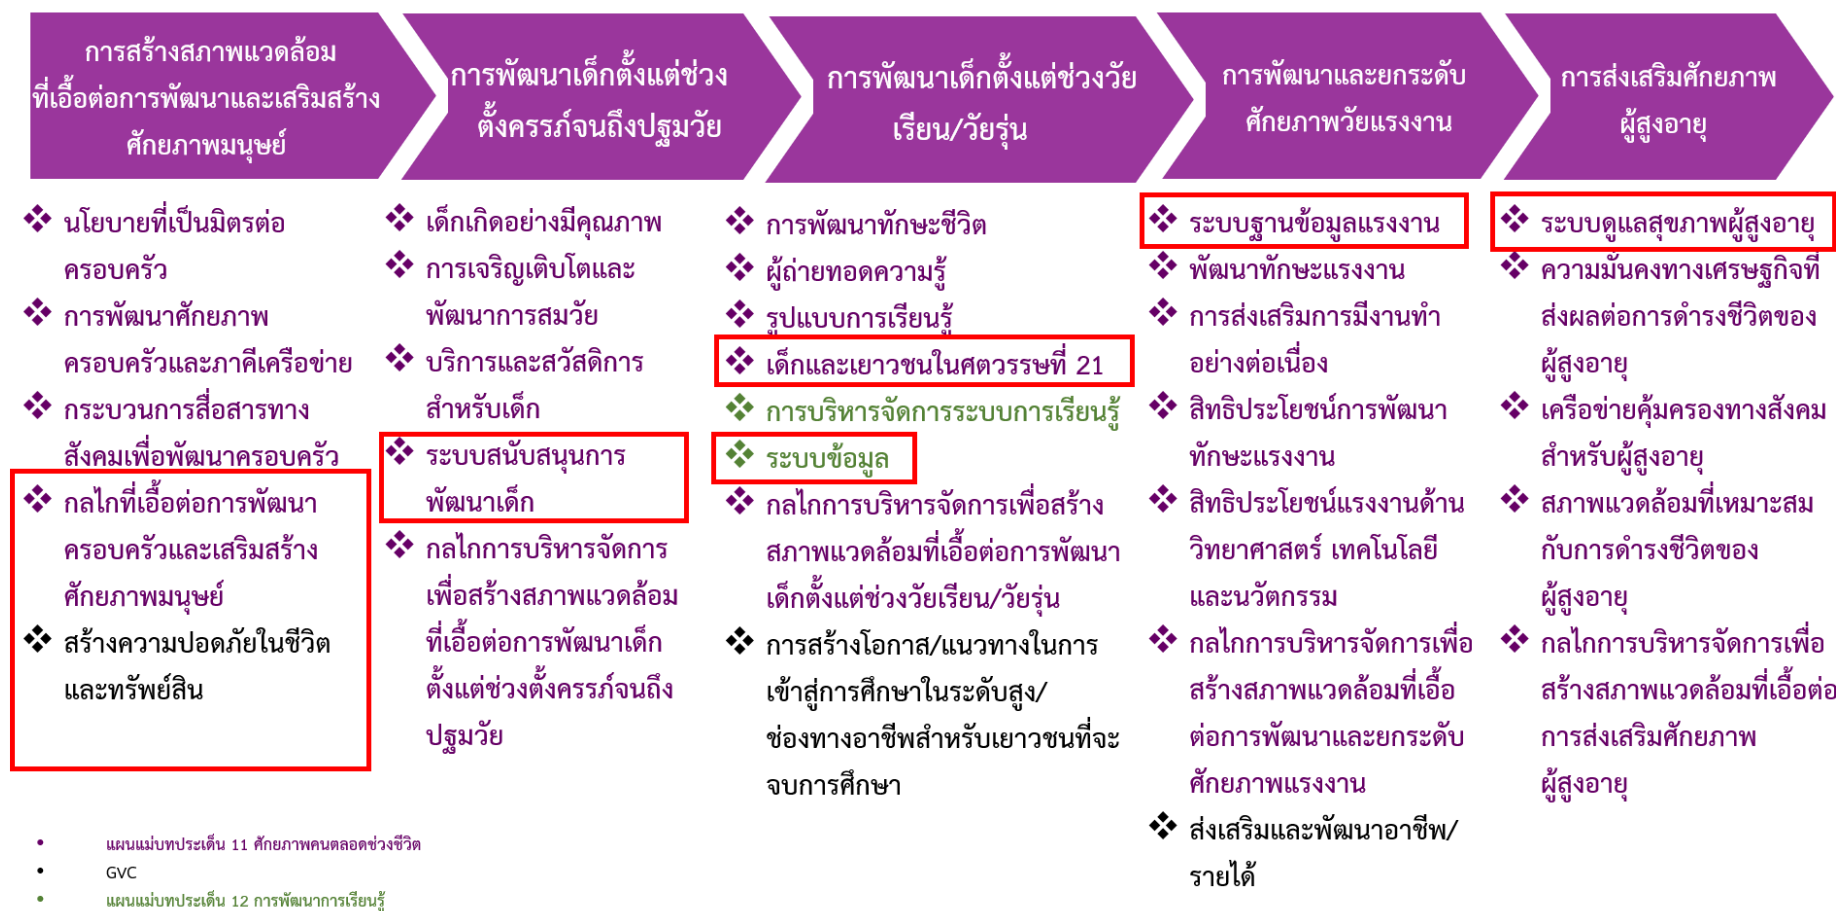 การสร้างสภาพแวดล้อม
ที่เอื้อต่อการพัฒนาและเสริมสร้าง
ศักยภาพมนุษย์
การพัฒนาเด็กตั้งแต่ช่วง
ตั้งครรภ์จนถึงปฐมวัย
การพัฒนาเด็กตั้งแต่ช่วงวัย
เรียน/วัยรุ่น
การพัฒนาและยกระดับ
ศักยภาพวัยแรงงาน
การส่งเสริมศักยภาพ
ผู้สูงอายุ
❖ นโยบายที่เป็นมิตรต่อ
ครอบครัว
❖ การพัฒนาศักยภาพ
ครอบครัวและภาคีเครือข่าย
❖ กระบวนการสื่อสารทาง
สังคมเพื่อพัฒนาครอบครัว
❖ กลไกที่เอื้อต่อการพัฒนา
ครอบครัวและเสริมสร้าง
ศักยภาพมนุษย์
❖ สร้างความปอดภัยในชีวิต
และทรัพย์สิน
❖ เด็กเกิดอย่างมีคุณภาพ
❖ การเจริญเติบโตและ
พัฒนาการสมวัย
❖ บริการและสวัสดิการ
สำหรับเด็ก
❖ ระบบสนับสนุนการ
พัฒนาเด็ก
❖ กลไกการบริหารจัดการ
เพื่อสร้างสภาพแวดล้อม
ที่เอื้อต่อการพัฒนาเด็ก
ตั้งแต่ช่วงตั้งครรภ์จนถึง
ปฐมวัย
❖ การพัฒนาทักษะชีวิต
❖ ผู้ถ่ายทอดความรู้
❖ รูปแบบการเรียนรู้
❖ เด็กและเยาวชนในศตวรรษที่ 21
❖ การบริหารจัดการระบบการเรียนรู้
❖ ระบบข้อมูล
❖ กลไกการบริหารจัดการเพื่อสร้าง
สภาพแวดล้อมที่เอื้อต่อการพัฒนา
เด็กตั้งแต่ช่วงวัยเรียน/วัยรุ่น
❖ การสร้างโอกาส/แนวทางในการ
เข้าสู่การศึกษาในระดับสูง/
ช่องทางอาชีพสำหรับเยาวชนที่จะ
จบการศึกษา
❖ ระบบฐานข้อมูลแรงงาน
❖ พัฒนาทักษะแรงงาน
❖ การส่งเสริมการมีงานทำ
อย่างต่อเนื่อง
❖ สิทธิประโยชน์การพัฒนา
ทักษะแรงงาน
❖ สิทธิประโยชน์แรงงานด้าน
วิทยาศาสตร์ เทคโนโลยี
และนวัตกรรม
❖ กลไกการบริหารจัดการเพื่อ
สร้างสภาพแวดล้อมที่เอื้อ
ต่อการพัฒนาและยกระดับ
ศักยภาพแรงงาน
❖ ส่งเสริมและพัฒนาอาชีพ/
รายได้
❖ ระบบดูแลสุขภาพผู้สูงอายุ
❖ ความมั่นคงทางเศรษฐกิจที่
ส่งผลต่อการดำรงชีวิตของ
ผู้สูงอายุ
❖ เครือข่ายคุ้มครองทางสังคม
สำหรับผู้สูงอายุ
❖ สภาพแวดล้อมที่เหมาะสม
กับการดำรงชีวิตของ
ผู้สูงอายุ
❖ กลไกการบริหารจัดการเพื่อ
สร้างสภาพแวดล้อมที่เอื้อต่อ
การส่งเสริมศักยภาพ
ผู้สูงอายุ
• แผนแม่บทประเด็น 11 ศักยภาพคนตลอดช่วงชีวิต
• GVC
• แผนแม่บทประเด็น 12 การพัฒนาการเรียนรู้